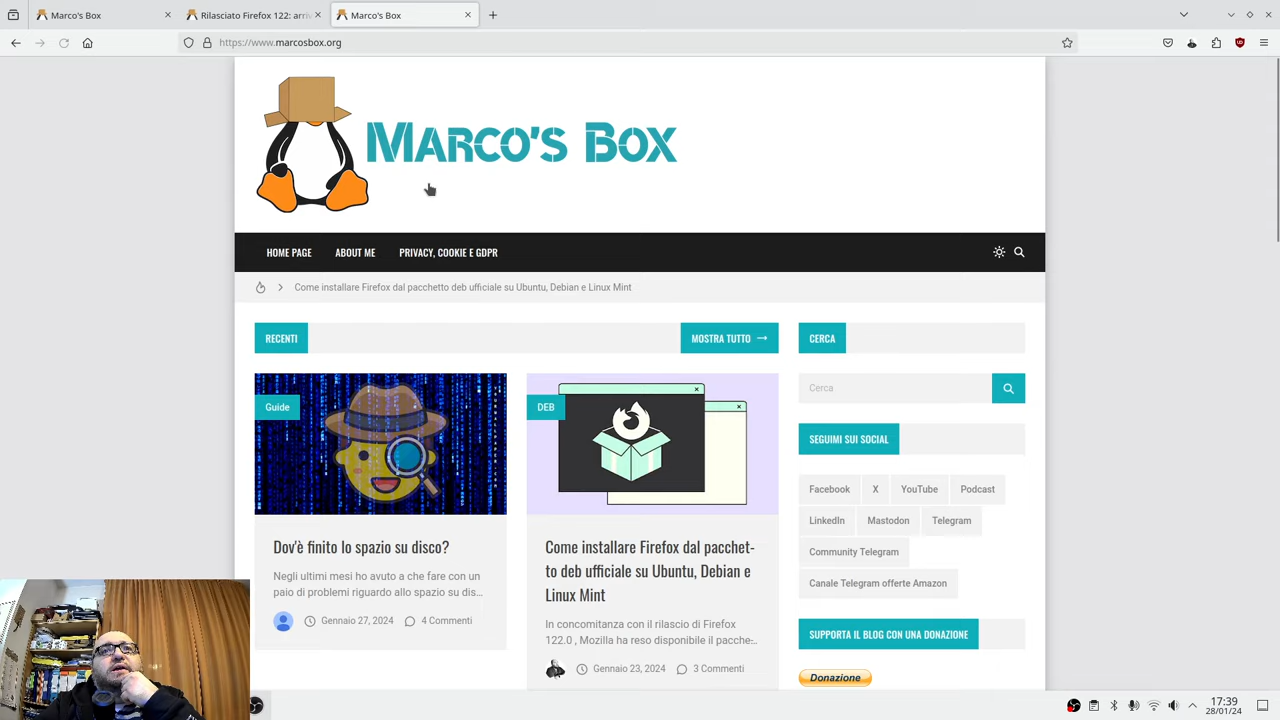 Marco's Box
Rilasciato Firefox 122: arriv
Marco's Box
https://www.marcosbox.org
Marco's Box
HOME PAGE
ABOUT ME
PRIVACY, COOKIE E GDPR
Come installare Firefox dal pacchetto deb ufficiale su Ubuntu, Debian e Linux Mint
RECENTI
MOSTRA TUTTO
Guide
Dov'è finito lo spazio su disco?
Negli ultimi mesi ho avuto a che fare con un
paio di problemi riguardo allo spazio su dis...
Gennaio 27, 2024
4 Commenti
DEB
Come installare Firefox dal pacchet-
to deb ufficiale su Ubuntu, Debian e
Linux Mint
In concomitanza con il rilascio di Firefox
122.0 , Mozilla ha reso disponibile il pacche...
Gennaio 23, 2024
3 Commenti
CERCA
Cerca
SEGUIMI SUI SOCIAL
Facebook
X
YouTube
Podcast
LinkedIn
Mastodon
Telegram
Community Telegram
Canale Telegram offerte Amazon
SUPPORTA IL BLOG CON UNA DONAZIONE
Donazione
17:39
28/01/24